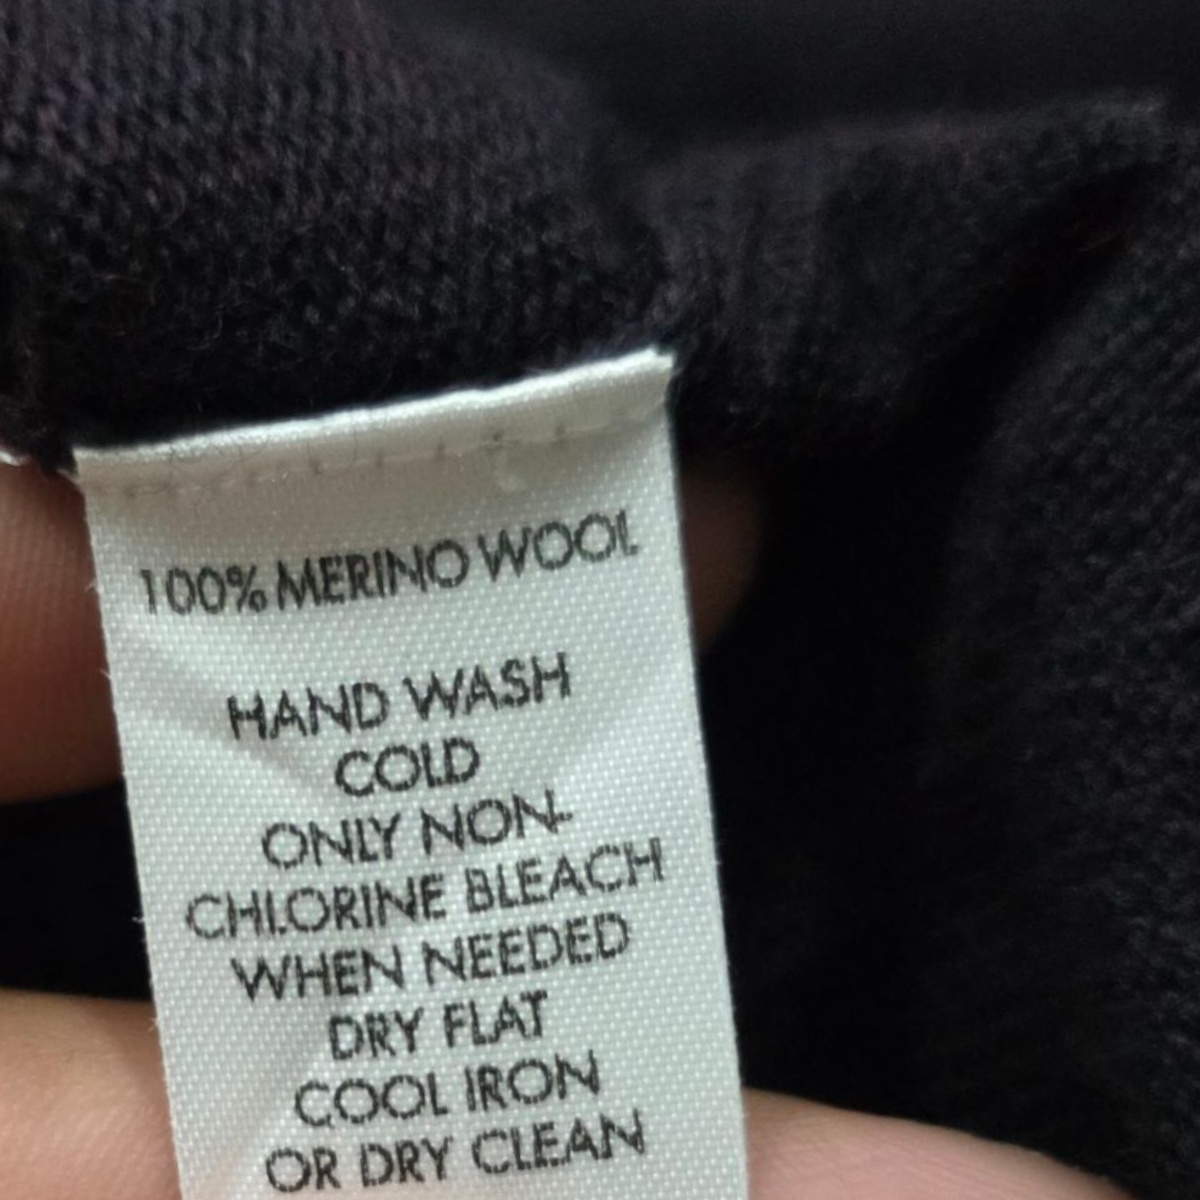 100% MERINO WOOL
HAND WASH
COLD
ONLY NON-
CHLORINE BLEACH
WHEN NEEDED
DRY FLAT
COOL IRON
OR DRY CLEAN